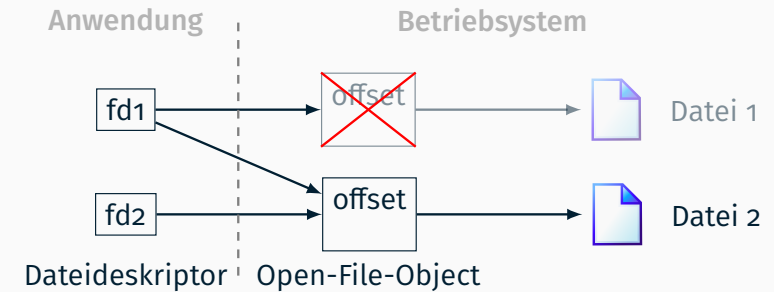 Anwendung Betriebsystem
fd1 offset Datei 1
fd2 offset Datei 2
Dateideskriptor Open-File-Object